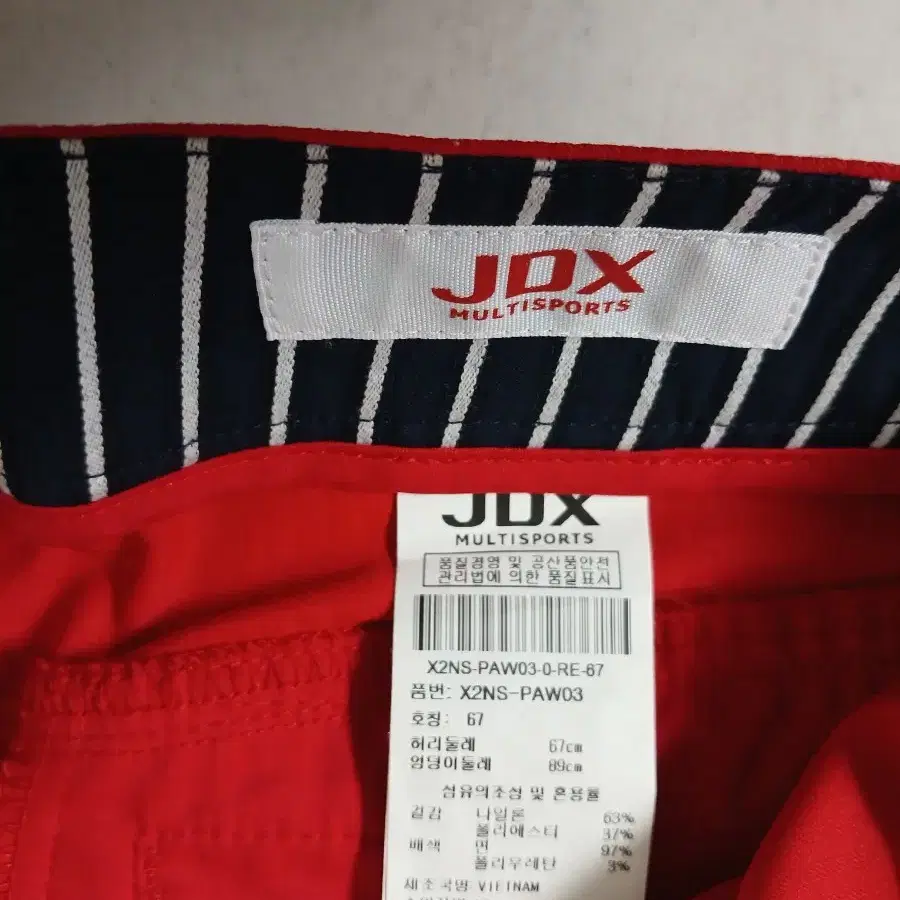 JDX
MULTISPORTS
JDX
MULTISPORTS
품질경영 및 공산품안전
관리법에 의한 품질표시
X2NS-PAW03-0-RE-67
품번: X2NS-PAW03
호칭: 67
허리둘레 67cm
엉덩이둘레 89cm
섬유의조성 및 혼용률
겉감 나일론 63%
폴리에스터 37%
배색 면 97%
폴리우레탄 3%
제조국명: VIETNAM